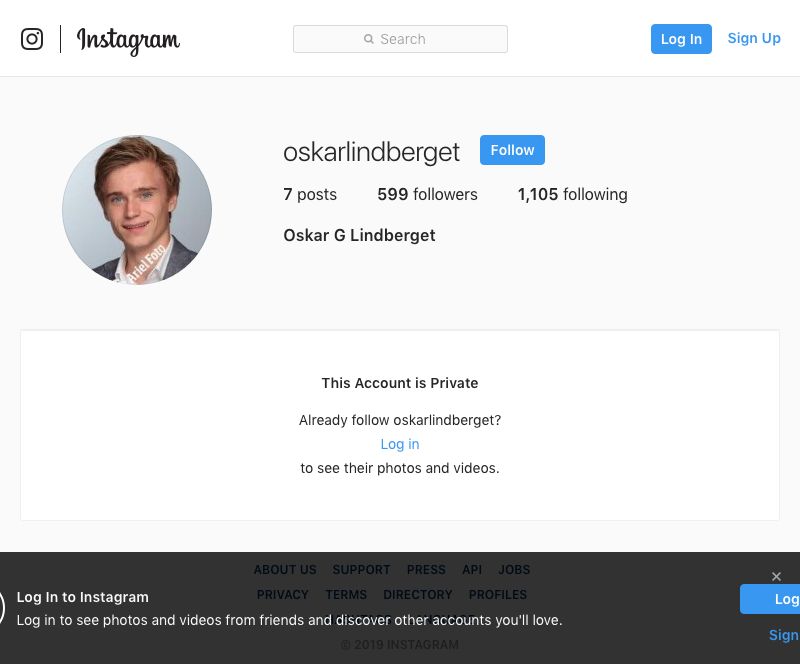 Instagram
Search
Log In
Sign Up
oskarlindberget
Follow
7 posts 599 followers 1,105 following
Oskar G Lindberget
Ariel Foto
This Account is Private
Already follow oskarlindberget?
Log in
to see their photos and videos.
ABOUT US SUPPORT PRESS API JOBS
PRIVACY TERMS DIRECTORY PROFILES
Log In to Instagram
Log in to see photos and videos from friends and discover other accounts you'll love.
Log
Sign
© 2019 INSTAGRAM